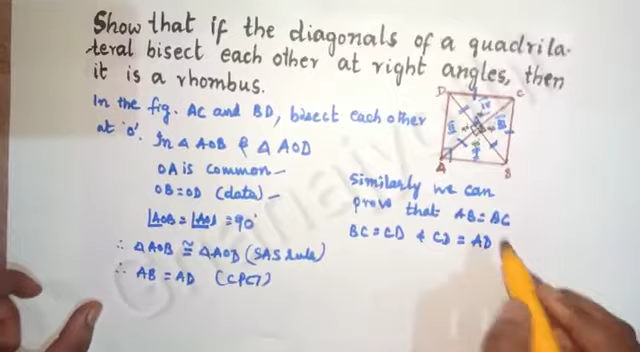 Show that if the diagonals of a quadrila-
teral bisect each other at right angles, then
it is a rhombus.
In the fig. AC and BD, bisect each other
at 'O'.
In △ AOB & △ AOD
OA is common —
OB = OD (data) —
∠AOB = ∠AOD = 90°
∴ △AOB ≅ △AOD (SAS rule)
∴ AB = AD (CPCT)
D
C
A
B
Similarly we can
prove that AB = BC
BC = CD & CD = AD